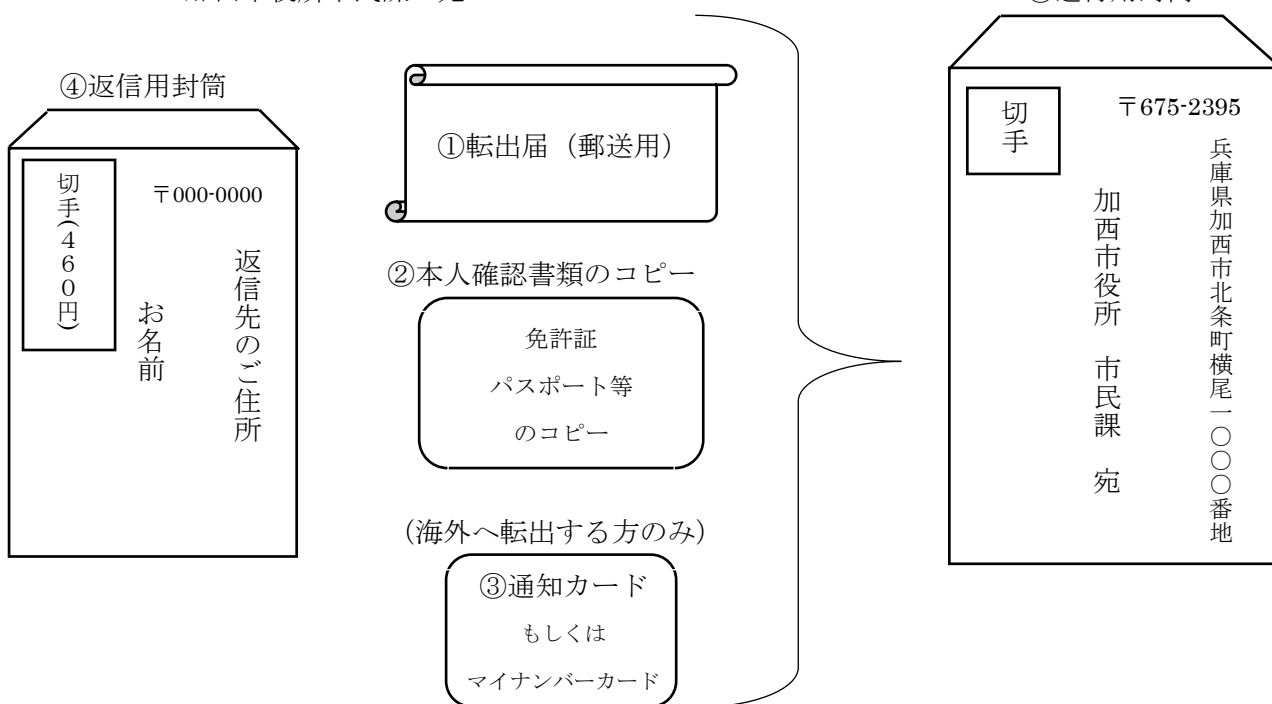 ④返信用封筒
切手(460円)
〒000-0000
返信先のご住所
お名前
①転出届（郵送用）
②本人確認書類のコピー
免許証
パスポート等
のコピー
(海外へ転出する方のみ)
③通知カード
もしくは
マイナンバーカード
切手
〒675-2395
兵庫県加西市北条町横尾一〇〇〇番地
加西市役所　市民課　宛